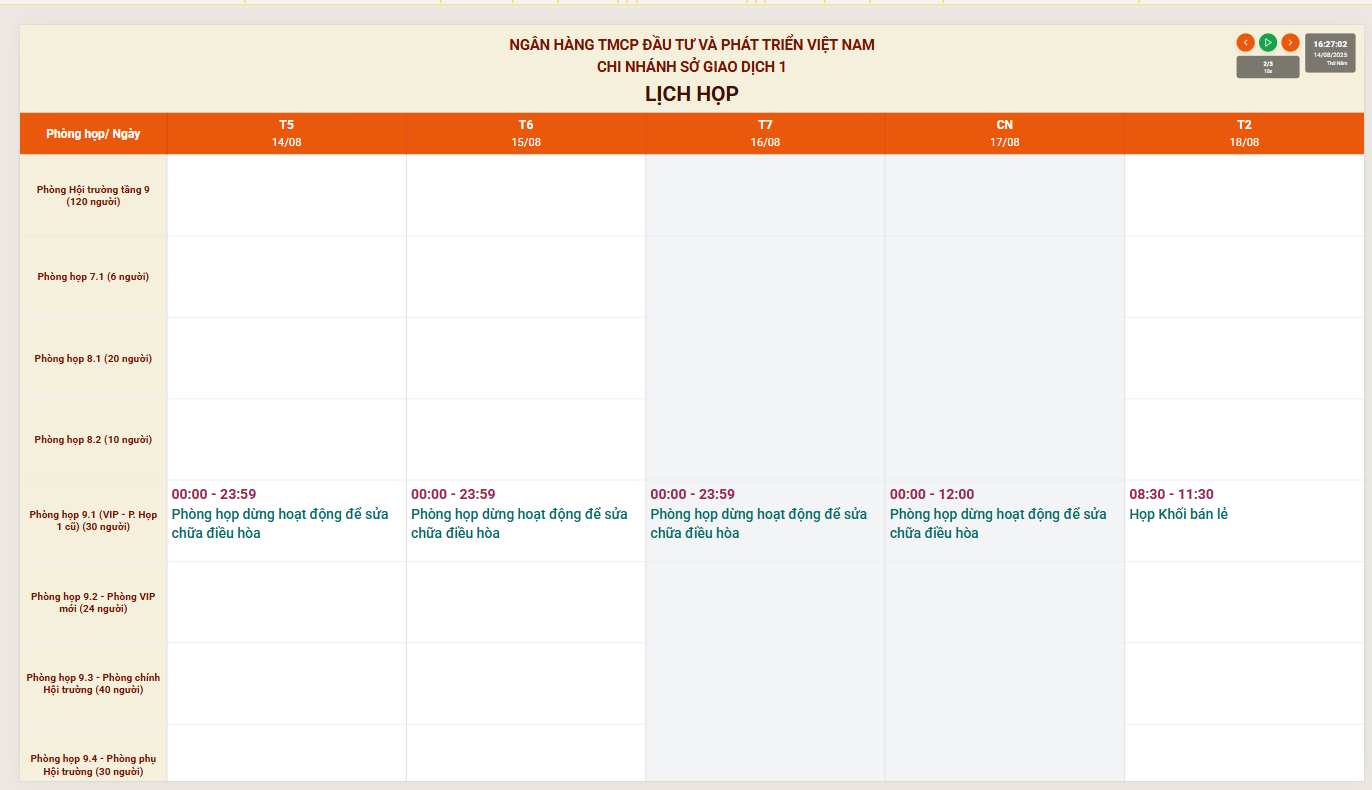 NGÂN HÀNG TMCP ĐẦU TƯ VÀ PHÁT TRIỂN VIỆT NAM
CHI NHÁNH SỞ GIAO DỊCH 1
LỊCH HỌP
16:27:02
14/08/2025
Thứ Năm
2/3
10s
Phòng họp/ Ngày
T5
14/08
T6
15/08
T7
16/08
CN
17/08
T2
18/08
Phòng Hội trường tầng 9
(120 người)
Phòng họp 7.1 (6 người)
Phòng họp 8.1 (20 người)
Phòng họp 8.2 (10 người)
Phòng họp 9.1 (VIP - P. Họp
1 cũ) (30 người)
00:00 - 23:59
Phòng họp dừng hoạt động để sửa
chữa điều hòa
00:00 - 23:59
Phòng họp dừng hoạt động để sửa
chữa điều hòa
00:00 - 23:59
Phòng họp dừng hoạt động để sửa
chữa điều hòa
00:00 - 12:00
Phòng họp dừng hoạt động để sửa
chữa điều hòa
08:30 - 11:30
Họp Khối bán lẻ
Phòng họp 9.2 - Phòng VIP
mới (24 người)
Phòng họp 9.3 - Phòng chính
Hội trường (40 người)
Phòng họp 9.4 - Phòng phụ
Hội trường (30 người)